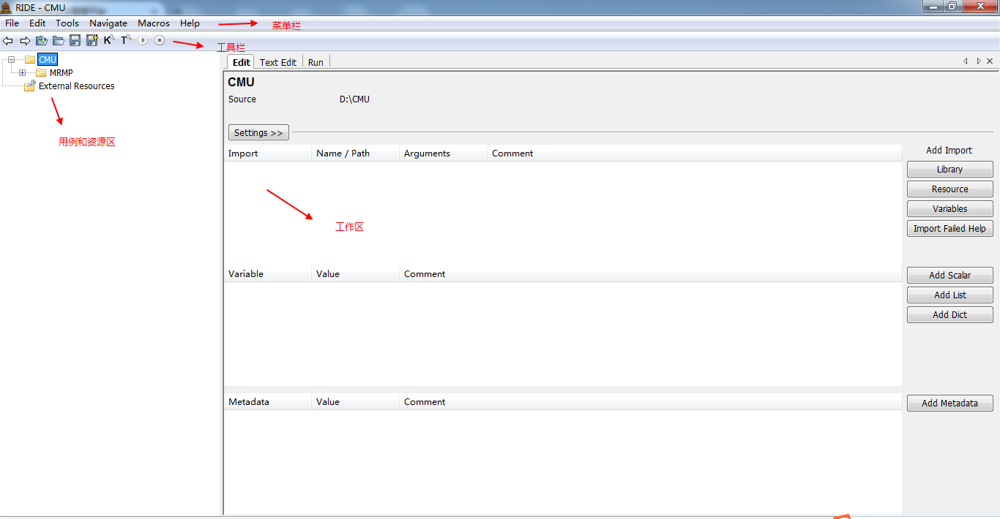 RIDE - CMU
File Edit Tools Navigate Macros Help
菜单栏
K T
工具栏
CMU
MRMP
External Resources
用例和资源区
Edit Text Edit Run
CMU
Source D:\CMU
Settings >>
Import Name / Path Arguments Comment
Add Import
Library
Resource
Variables
Import Failed Help
工作区
Variable Value Comment
Add Scalar
Add List
Add Dict
Metadata Value Comment
Add Metadata